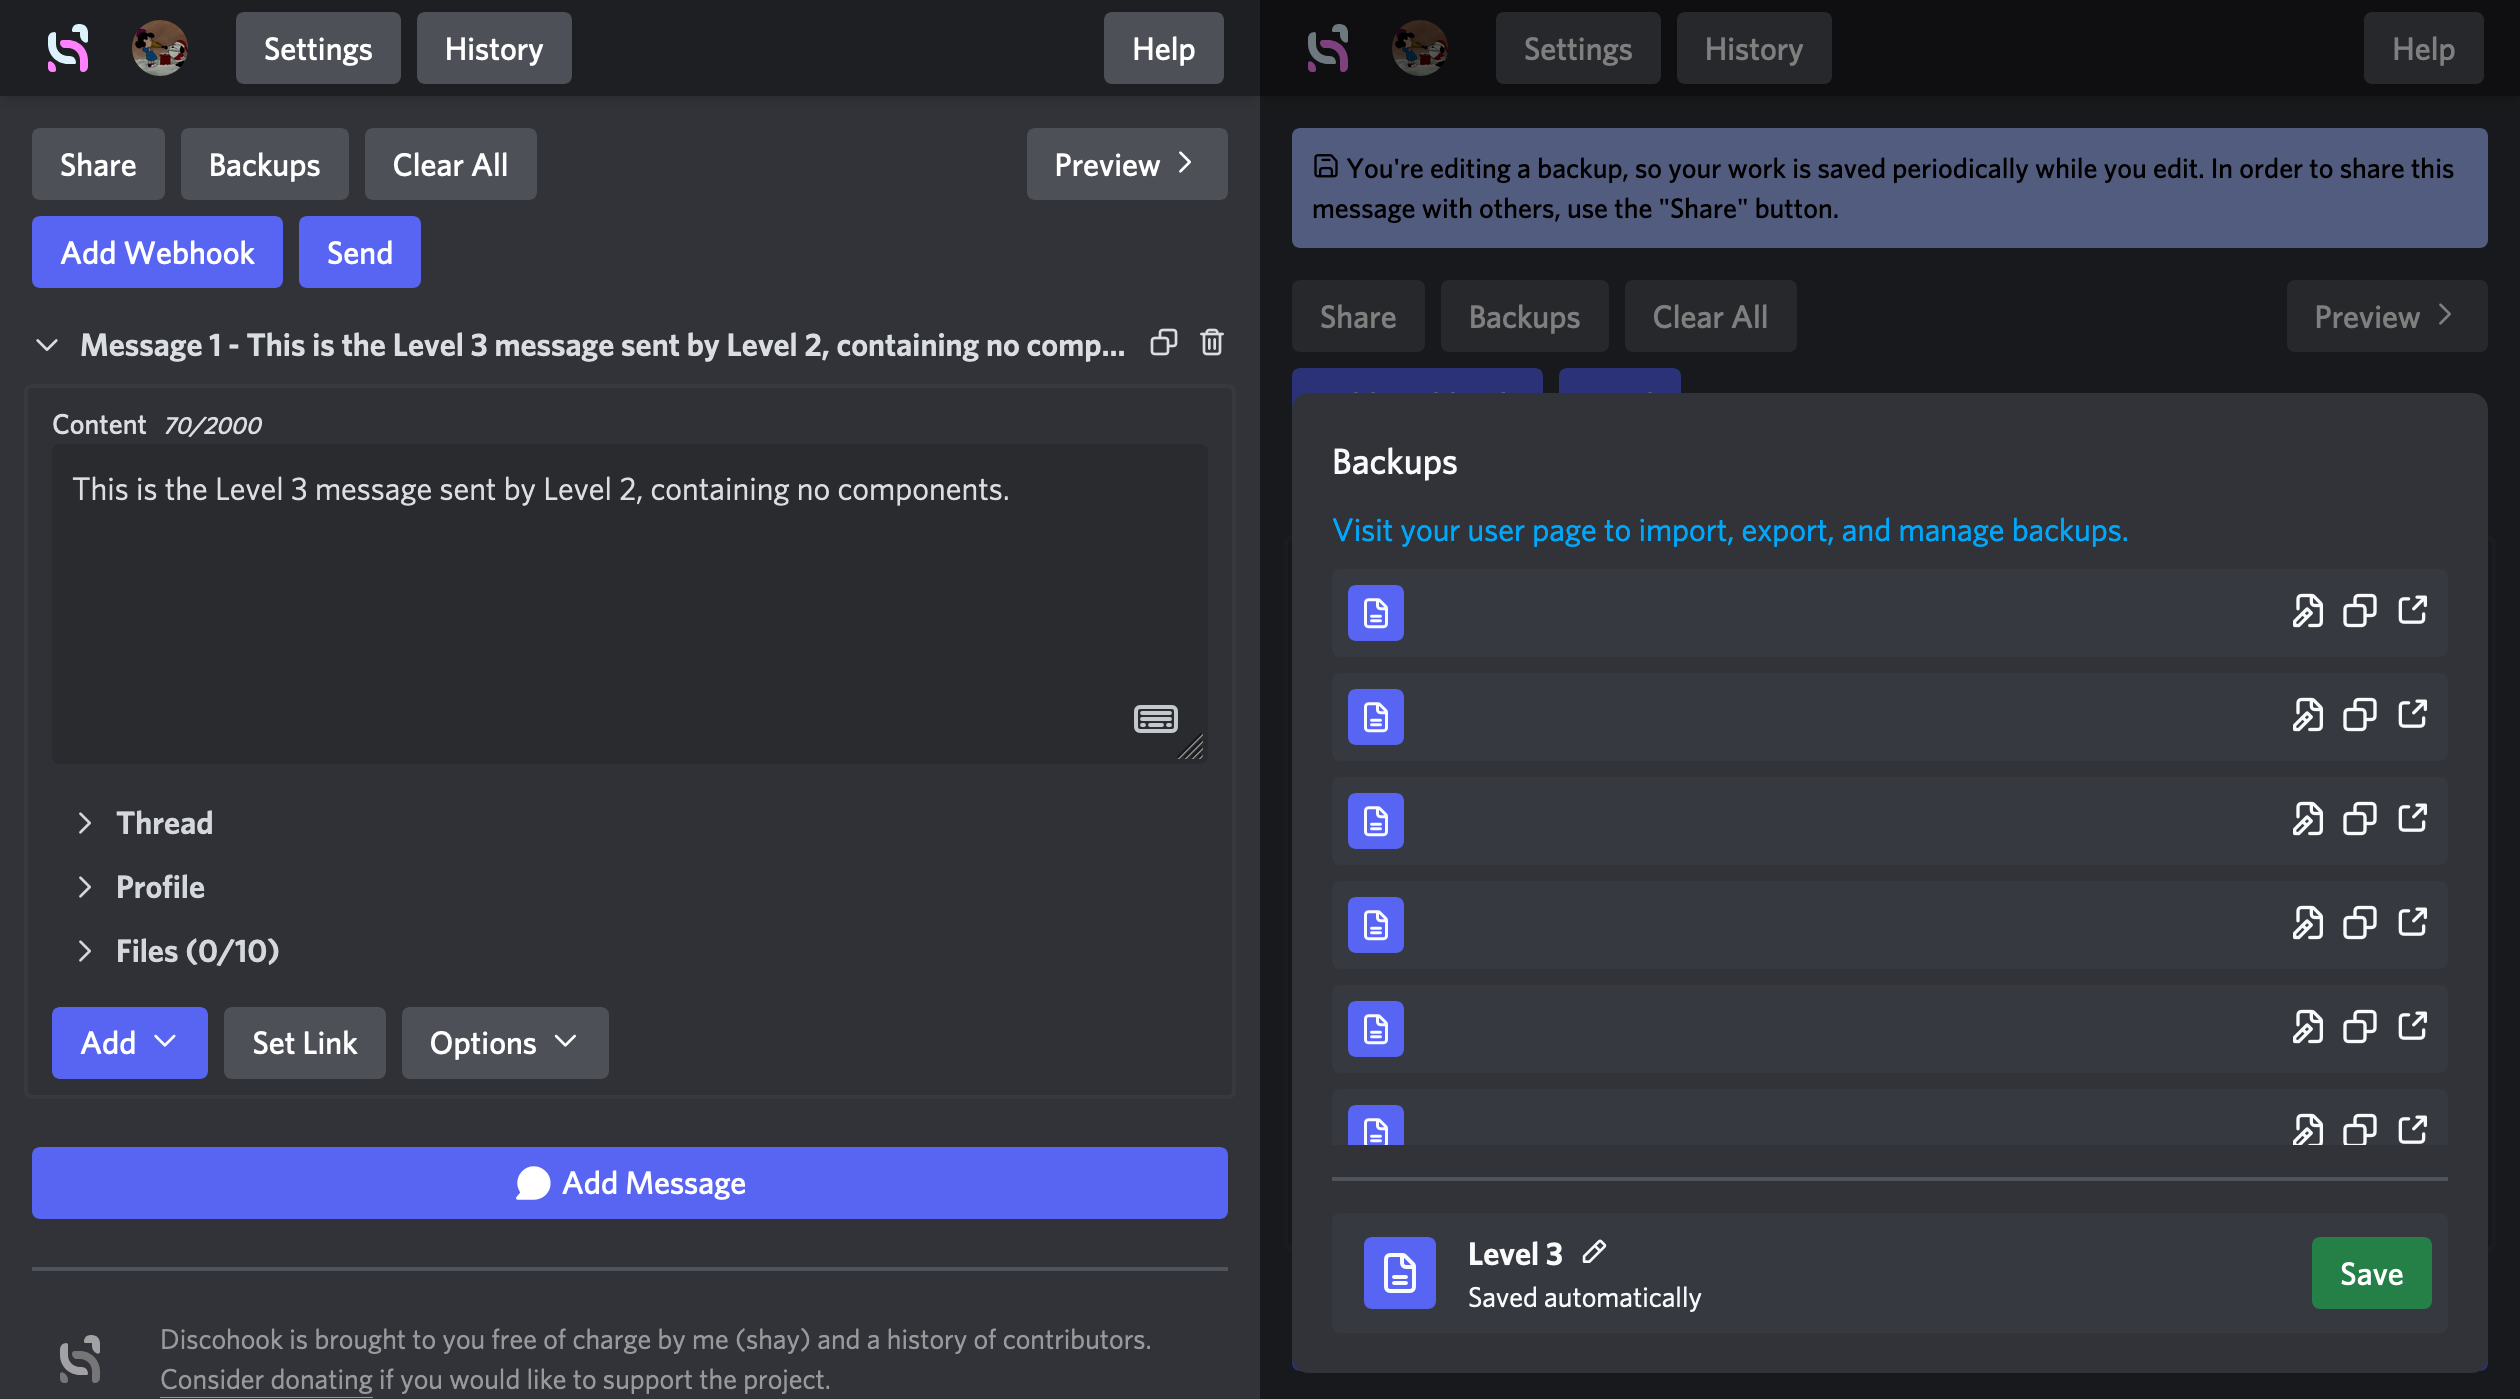 Settings
History
Help
Share
Backups
Clear All
Preview
Add Webhook
Send
Message 1 - This is the Level 3 message sent by Level 2, containing no comp...
Content 70/2000
This is the Level 3 message sent by Level 2, containing no components.
Thread
Profile
Files (0/10)
Add
Set Link
Options
Add Message
Discohook is brought to you free of charge by me (shay) and a history of contributors.
Consider donating if you would like to support the project.
Settings
History
Help
You're editing a backup, so your work is saved periodically while you edit. In order to share this
message with others, use the "Share" button.
Share
Backups
Clear All
Preview
Backups
Visit your user page to import, export, and manage backups.
Level 3
Saved automatically
Save